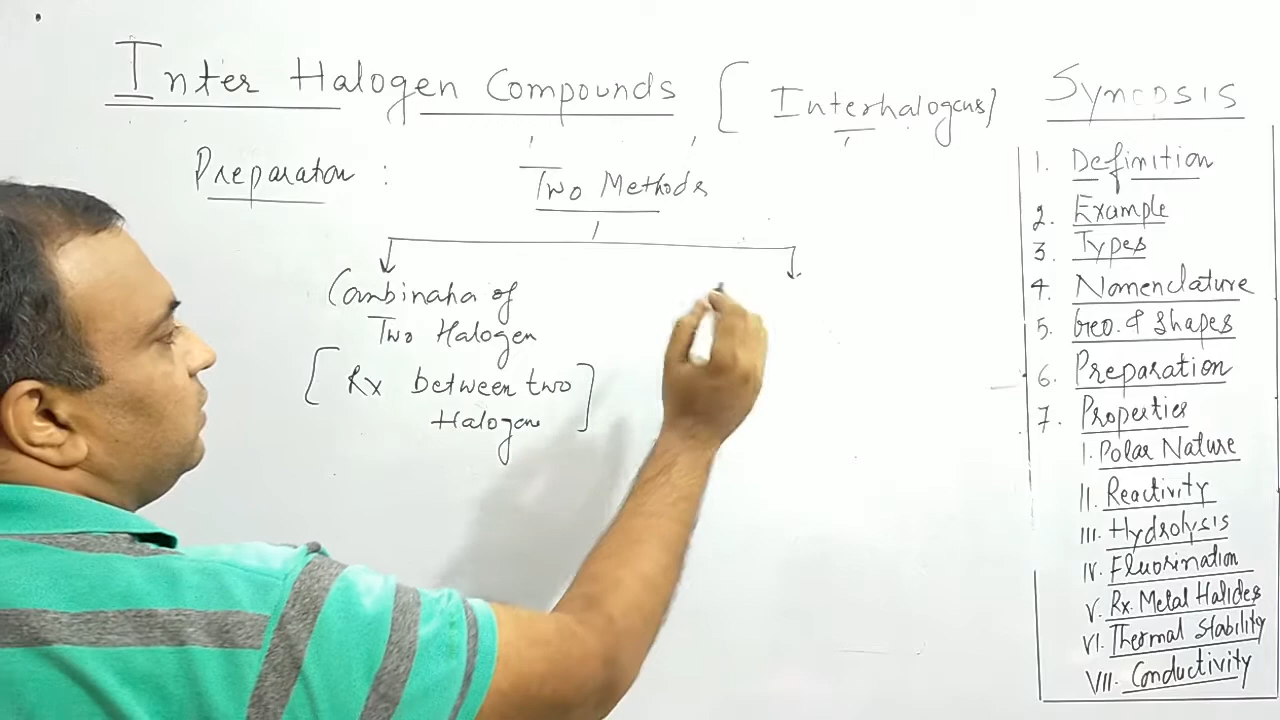 Inter Halogen Compounds [ Interhalogens]
Preparaton : Two Methods
Combinaton of
Two Halogen
[ Rx between two
Halogen ]
Synopsis
1. Definition
2. Example
3. Types
4. Nomenclature
5. Geo. & Shapes
6. Preparation
7. Properties
I. Polar Nature
II. Reactivity
III. Hydrolysis
IV. Fluorination
V. Rx. Metal Halides
VI. Thermal Stability
VII. Conductivity